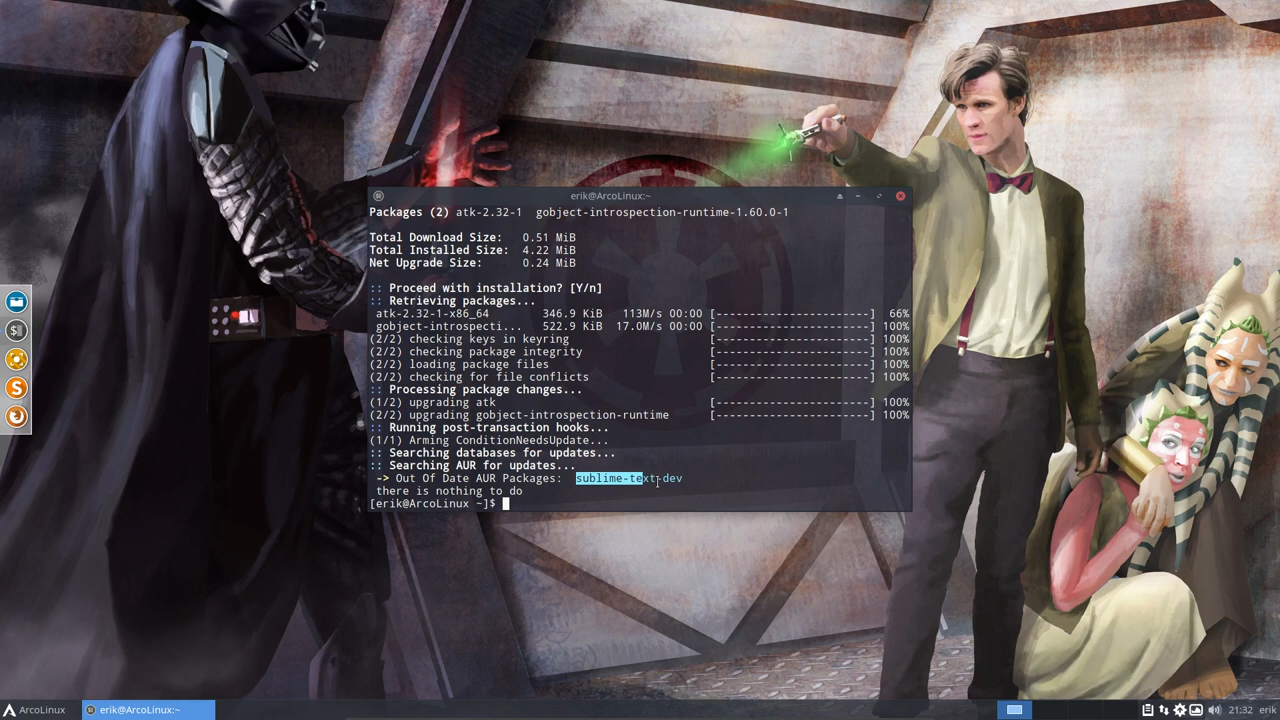 erik@ArcoLinux:~
Packages (2) atk-2.32-1  gobject-introspection-runtime-1.60.0-1
Total Download Size:   0.51 MiB
Total Installed Size:  4.22 MiB
Net Upgrade Size:      0.24 MiB
:: Proceed with installation? [Y/n]
:: Retrieving packages...
atk-2.32-1-x86_64        346.9 KiB   113M/s 00:00 [-----------------------]  66%
gobject-introspecti...   522.9 KiB  17.0M/s 00:00 [-----------------------] 100%
(2/2) checking keys in keyring                     [-----------------------] 100%
(2/2) checking package integrity                   [-----------------------] 100%
(2/2) loading package files                        [-----------------------] 100%
(2/2) checking for file conflicts                  [-----------------------] 100%
:: Processing package changes...
(1/2) upgrading atk                                [-----------------------] 100%
(2/2) upgrading gobject-introspection-runtime      [-----------------------] 100%
:: Running post-transaction hooks...
(1/1) Arming ConditionNeedsUpdate...
:: Searching databases for updates...
:: Searching AUR for updates...
-> Out Of Date AUR Packages:  sublime-text-dev
there is nothing to do
[erik@ArcoLinux ~]$
ArcoLinux
erik@ArcoLinux:~
21:32
erik